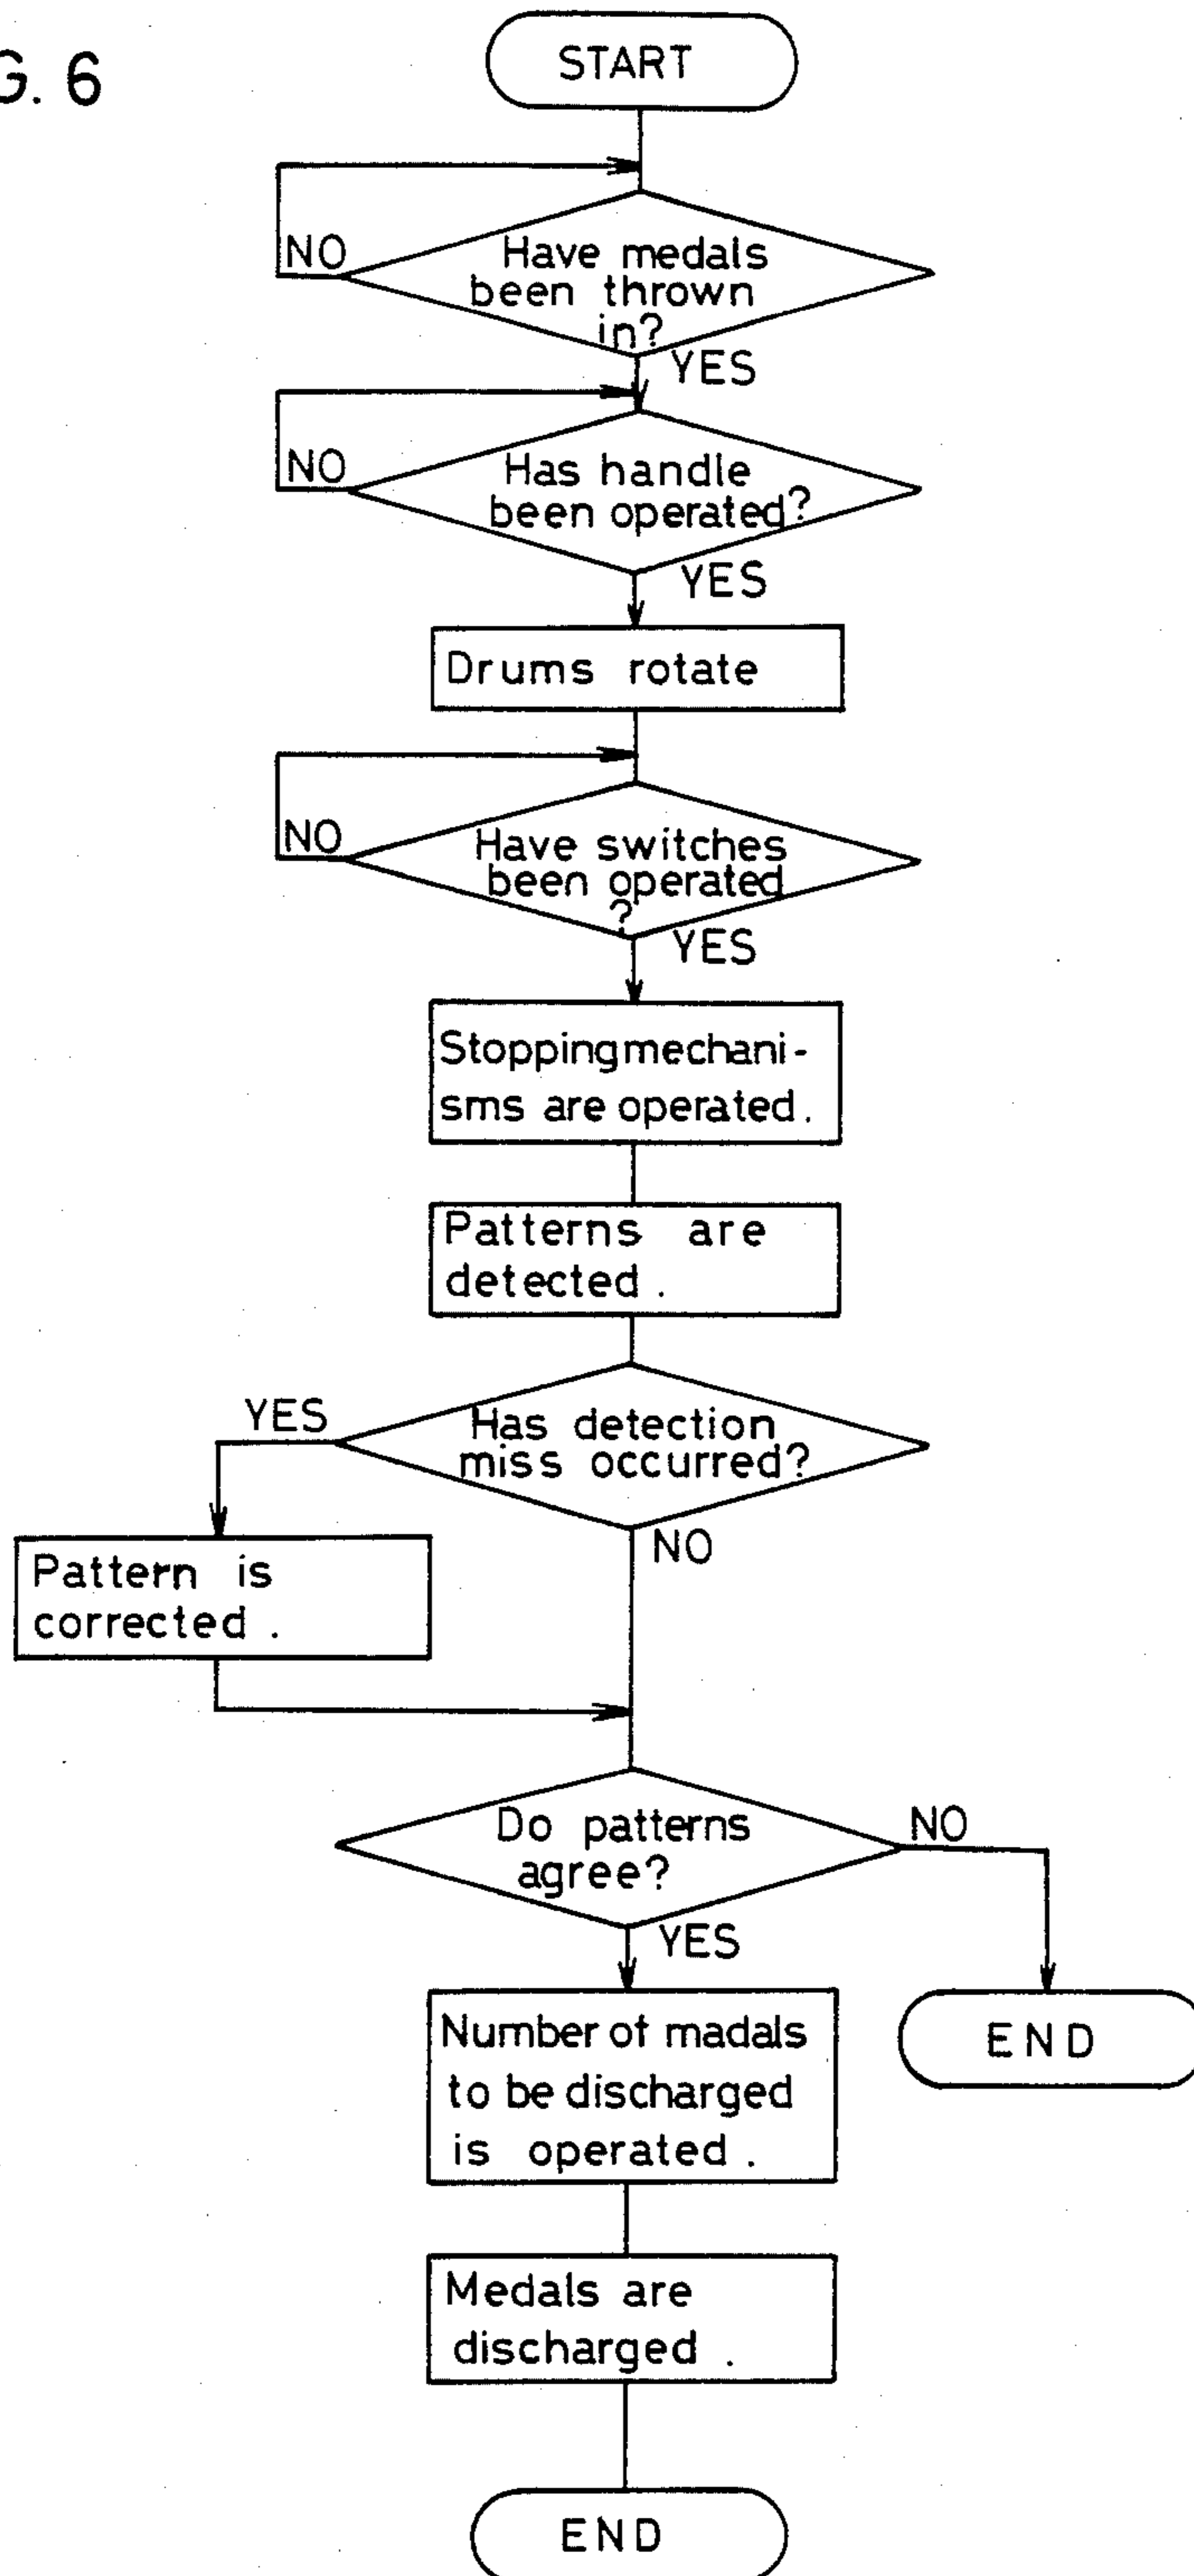 G. 6
START
NO
Have medals
been thrown
in?
YES
NO
Has handle
been operated?
YES
Drums rotate
NO
Have switches
been operated
?
YES
Stopping mechani-
sms are operated.
Patterns are
detected.
YES
Has detection
miss occurred?
NO
Pattern is
corrected.
Do patterns
agree?
NO
YES
Number of madals
to be discharged
is operated.
END
Medals are
discharged.
END